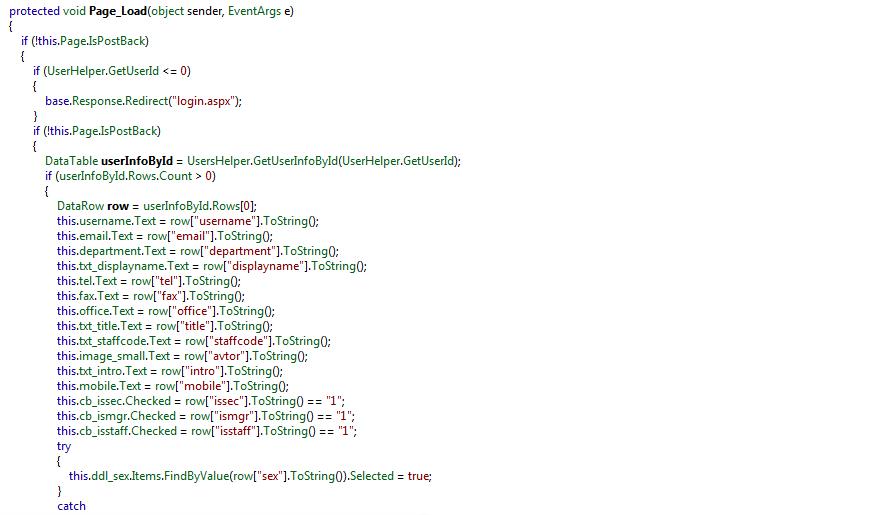 protected void Page_Load(object sender, EventArgs e)
{
if (!this.Page.IsPostBack)
{
if (UserHelper.GetUserId <= 0)
{
base.Response.Redirect("login.aspx");
}
if (!this.Page.IsPostBack)
{
DataTable userInfoById = UsersHelper.GetUserInfoById(UserHelper.GetUserId);
if (userInfoById.Rows.Count > 0)
{
DataRow row = userInfoById.Rows[0];
this.username.Text = row["username"].ToString();
this.email.Text = row["email"].ToString();
this.department.Text = row["department"].ToString();
this.txt_displayname.Text = row["displayname"].ToString();
this.tel.Text = row["tel"].ToString();
this.fax.Text = row["fax"].ToString();
this.office.Text = row["office"].ToString();
this.txt_title.Text = row["title"].ToString();
this.txt_staffcode.Text = row["staffcode"].ToString();
this.image_small.Text = row["avtor"].ToString();
this.txt_intro.Text = row["intro"].ToString();
this.mobile.Text = row["mobile"].ToString();
this.cb_issec.Checked = row["issec"].ToString() == "1";
this.cb_ismgr.Checked = row["ismgr"].ToString() == "1";
this.cb_isstaff.Checked = row["isstaff"].ToString() == "1";
try
{
this.ddl_sex.Items.FindByValue(row["sex"].ToString()).Selected = true;
}
catch